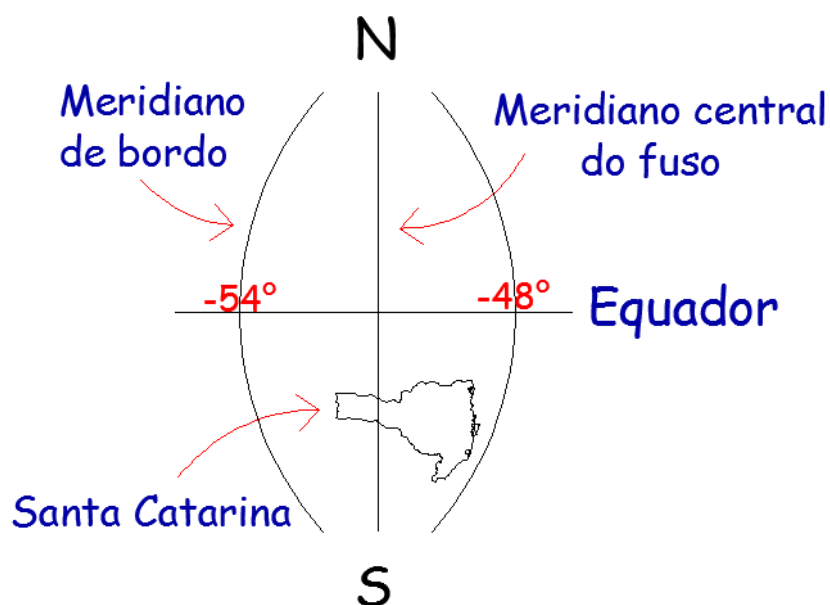 N
Meridiano
de bordo
Meridiano central
do fuso
-54°
-48°
Equador
Santa Catarina
S